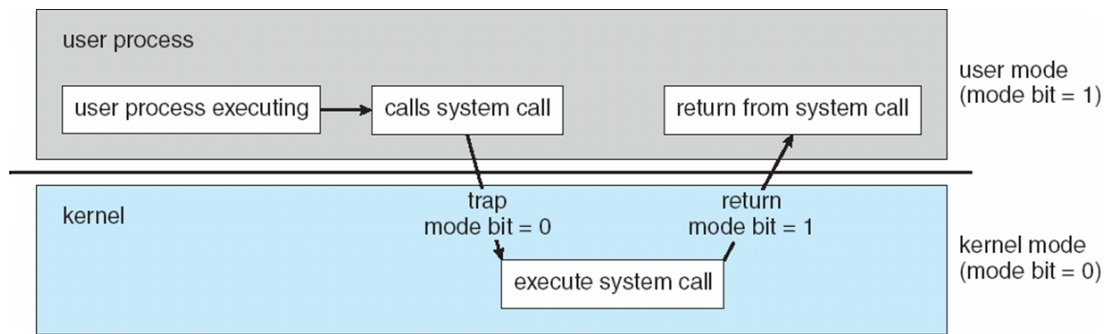 user process
user process executing
calls system call
return from system call
user mode
(mode bit = 1)
trap
mode bit = 0
return
mode bit = 1
kernel
execute system call
kernel mode
(mode bit = 0)